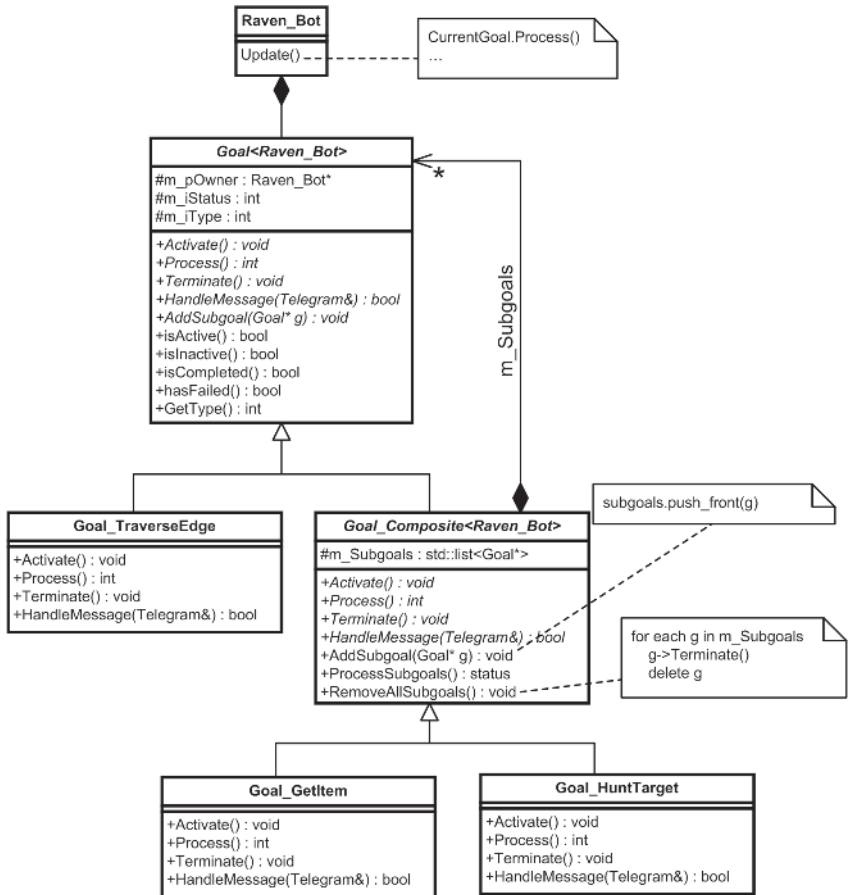 Raven_Bot
Update()
CurrentGoal.Process()
...
Goal<Raven_Bot>
#m_pOwner : Raven_Bot*
#m_iStatus : int
#m_iType : int
+Activate() : void
+Process() : int
+Terminate() : void
+HandleMessage(Telegram&) : bool
+AddSubgoal(Goal* g) : void
+isActive() : bool
+isInactive() : bool
+isCompleted() : bool
+hasFailed() : bool
+GetType() : int
*
m_Subgoals
Goal_TraverseEdge
+Activate() : void
+Process() : int
+Terminate() : void
+HandleMessage(Telegram&) : bool
Goal_Composite<Raven_Bot>
#m_Subgoals : std::list<Goal*>
+Activate() : void
+Process() : int
+Terminate() : void
+HandleMessage(Telegram&) : bool
+AddSubgoal(Goal* g) : void
+ProcessSubgoals() : status
+RemoveAllSubgoals() : void
subgoals.push_front(g)
for each g in m_Subgoals
g->Terminate()
delete g
Goal_GetItem
+Activate() : void
+Process() : int
+Terminate() : void
+HandleMessage(Telegram&) : bool
Goal_HuntTarget
+Activate() : void
+Process() : int
+Terminate() : void
+HandleMessage(Telegram&) : bool